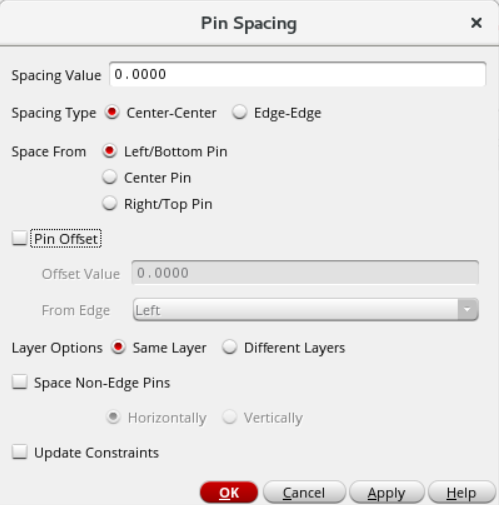 Pin Spacing
Spacing Value 0.0000
Spacing Type Center-Center Edge-Edge
Space From Left/Bottom Pin
Center Pin
Right/Top Pin
Pin Offset
Offset Value 0.0000
From Edge Left
Layer Options Same Layer Different Layers
Space Non-Edge Pins
Horizontally Vertically
Update Constraints
OK Cancel Apply Help